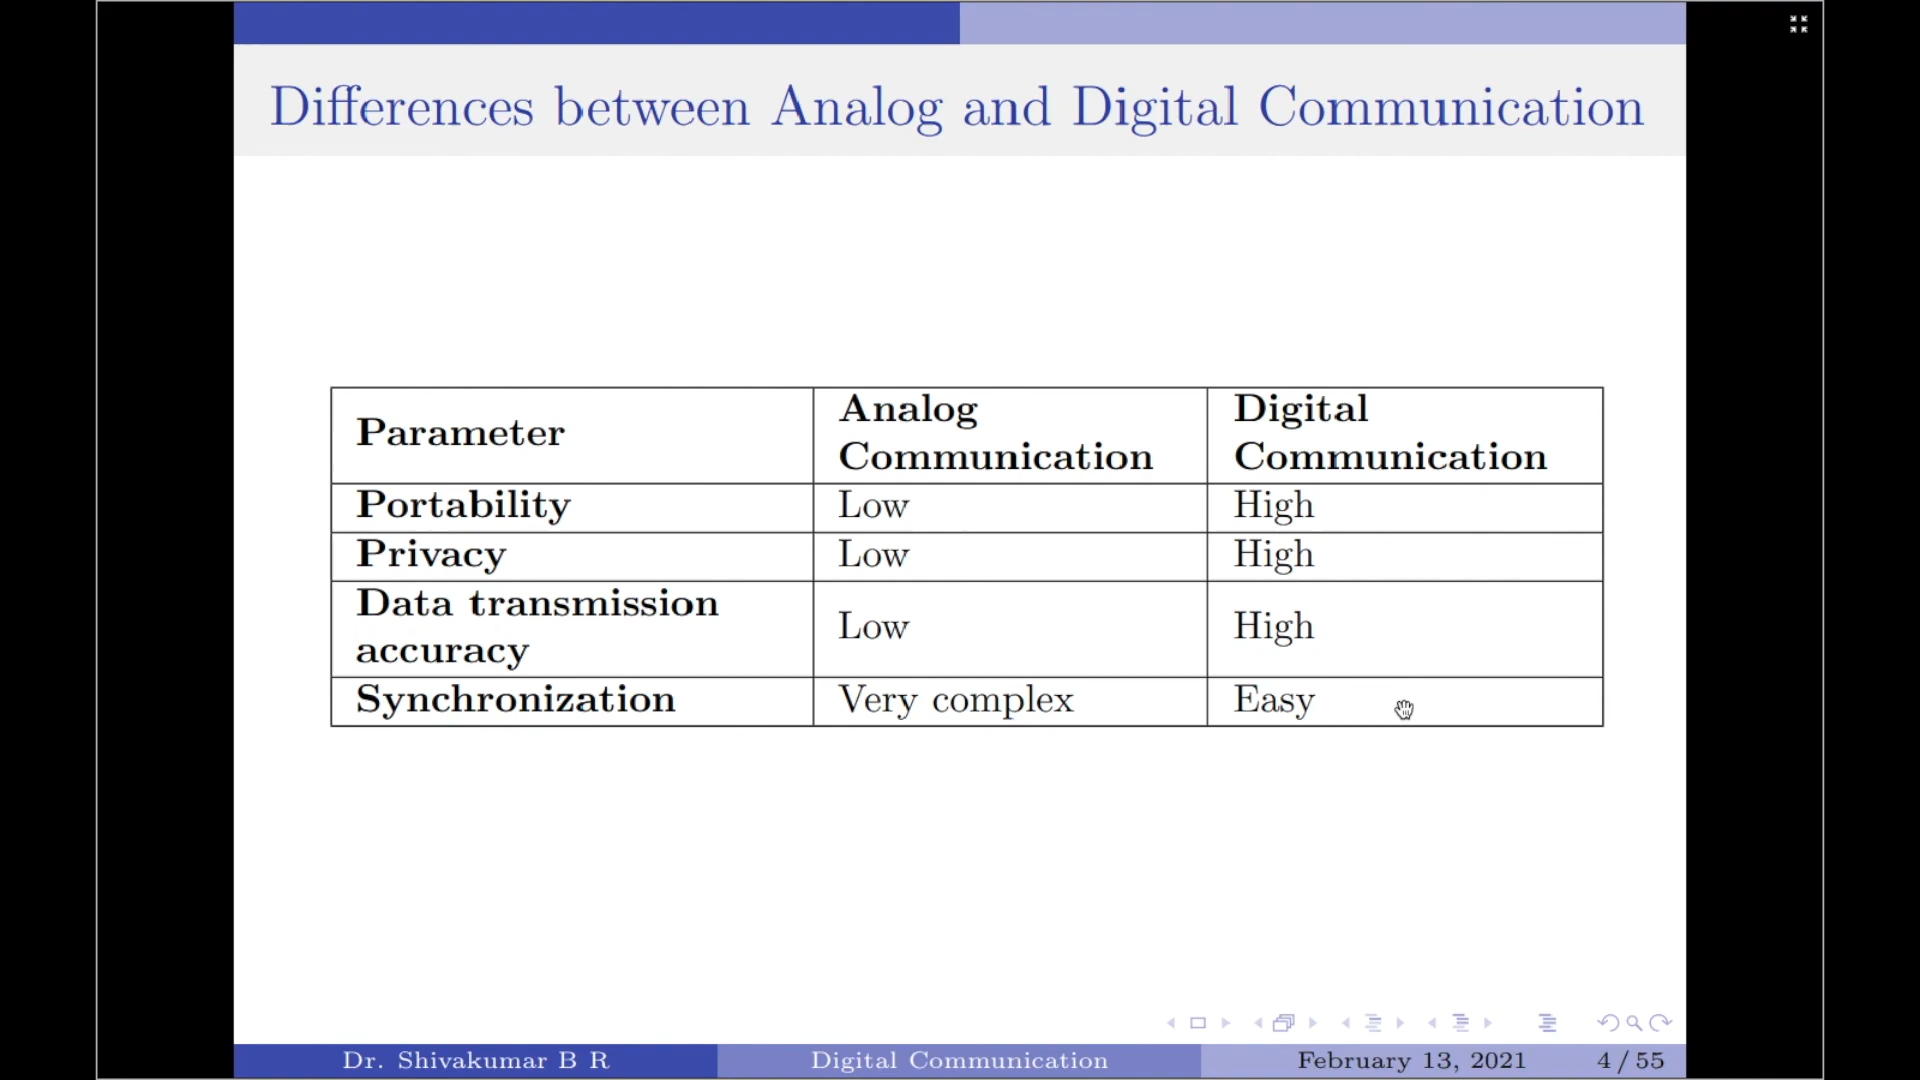 Differences between Analog and Digital Communication
Parameter
Analog
Communication
Digital
Communication
Portability
Low
High
Privacy
Low
High
Data transmission
accuracy
Low
High
Synchronization
Very complex
Easy
Dr. Shivakumar B R
Digital Communication
February 13, 2021
4 / 55